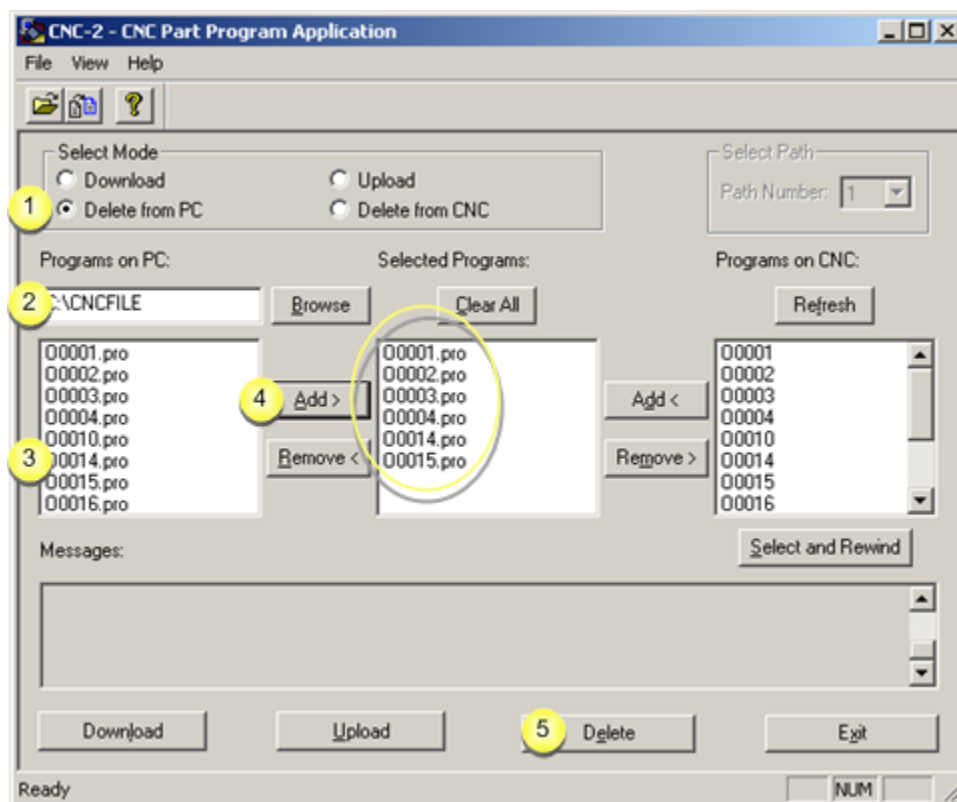 CNC-2 - CNC Part Program Application
File View Help
Select Mode
Download
Upload
1
Delete from PC
Delete from CNC
Select Path
Path Number: 1
Programs on PC:
Selected Programs:
Programs on CNC:
2
:\CNCFILE
Browse
Clear All
Refresh
O0001.pro
O0002.pro
O0003.pro
O0004.pro
O0010.pro
3
O0014.pro
O0015.pro
O0016.pro
4
Add >
Remove <
O0001.pro
O0002.pro
O0003.pro
O0004.pro
O0014.pro
O0015.pro
Add <
Remove >
O0001
O0002
O0003
O0004
O0010
O0014
O0015
O0016
Select and Rewind
Messages:
Download
Upload
5
Delete
Exit
Ready
NUM